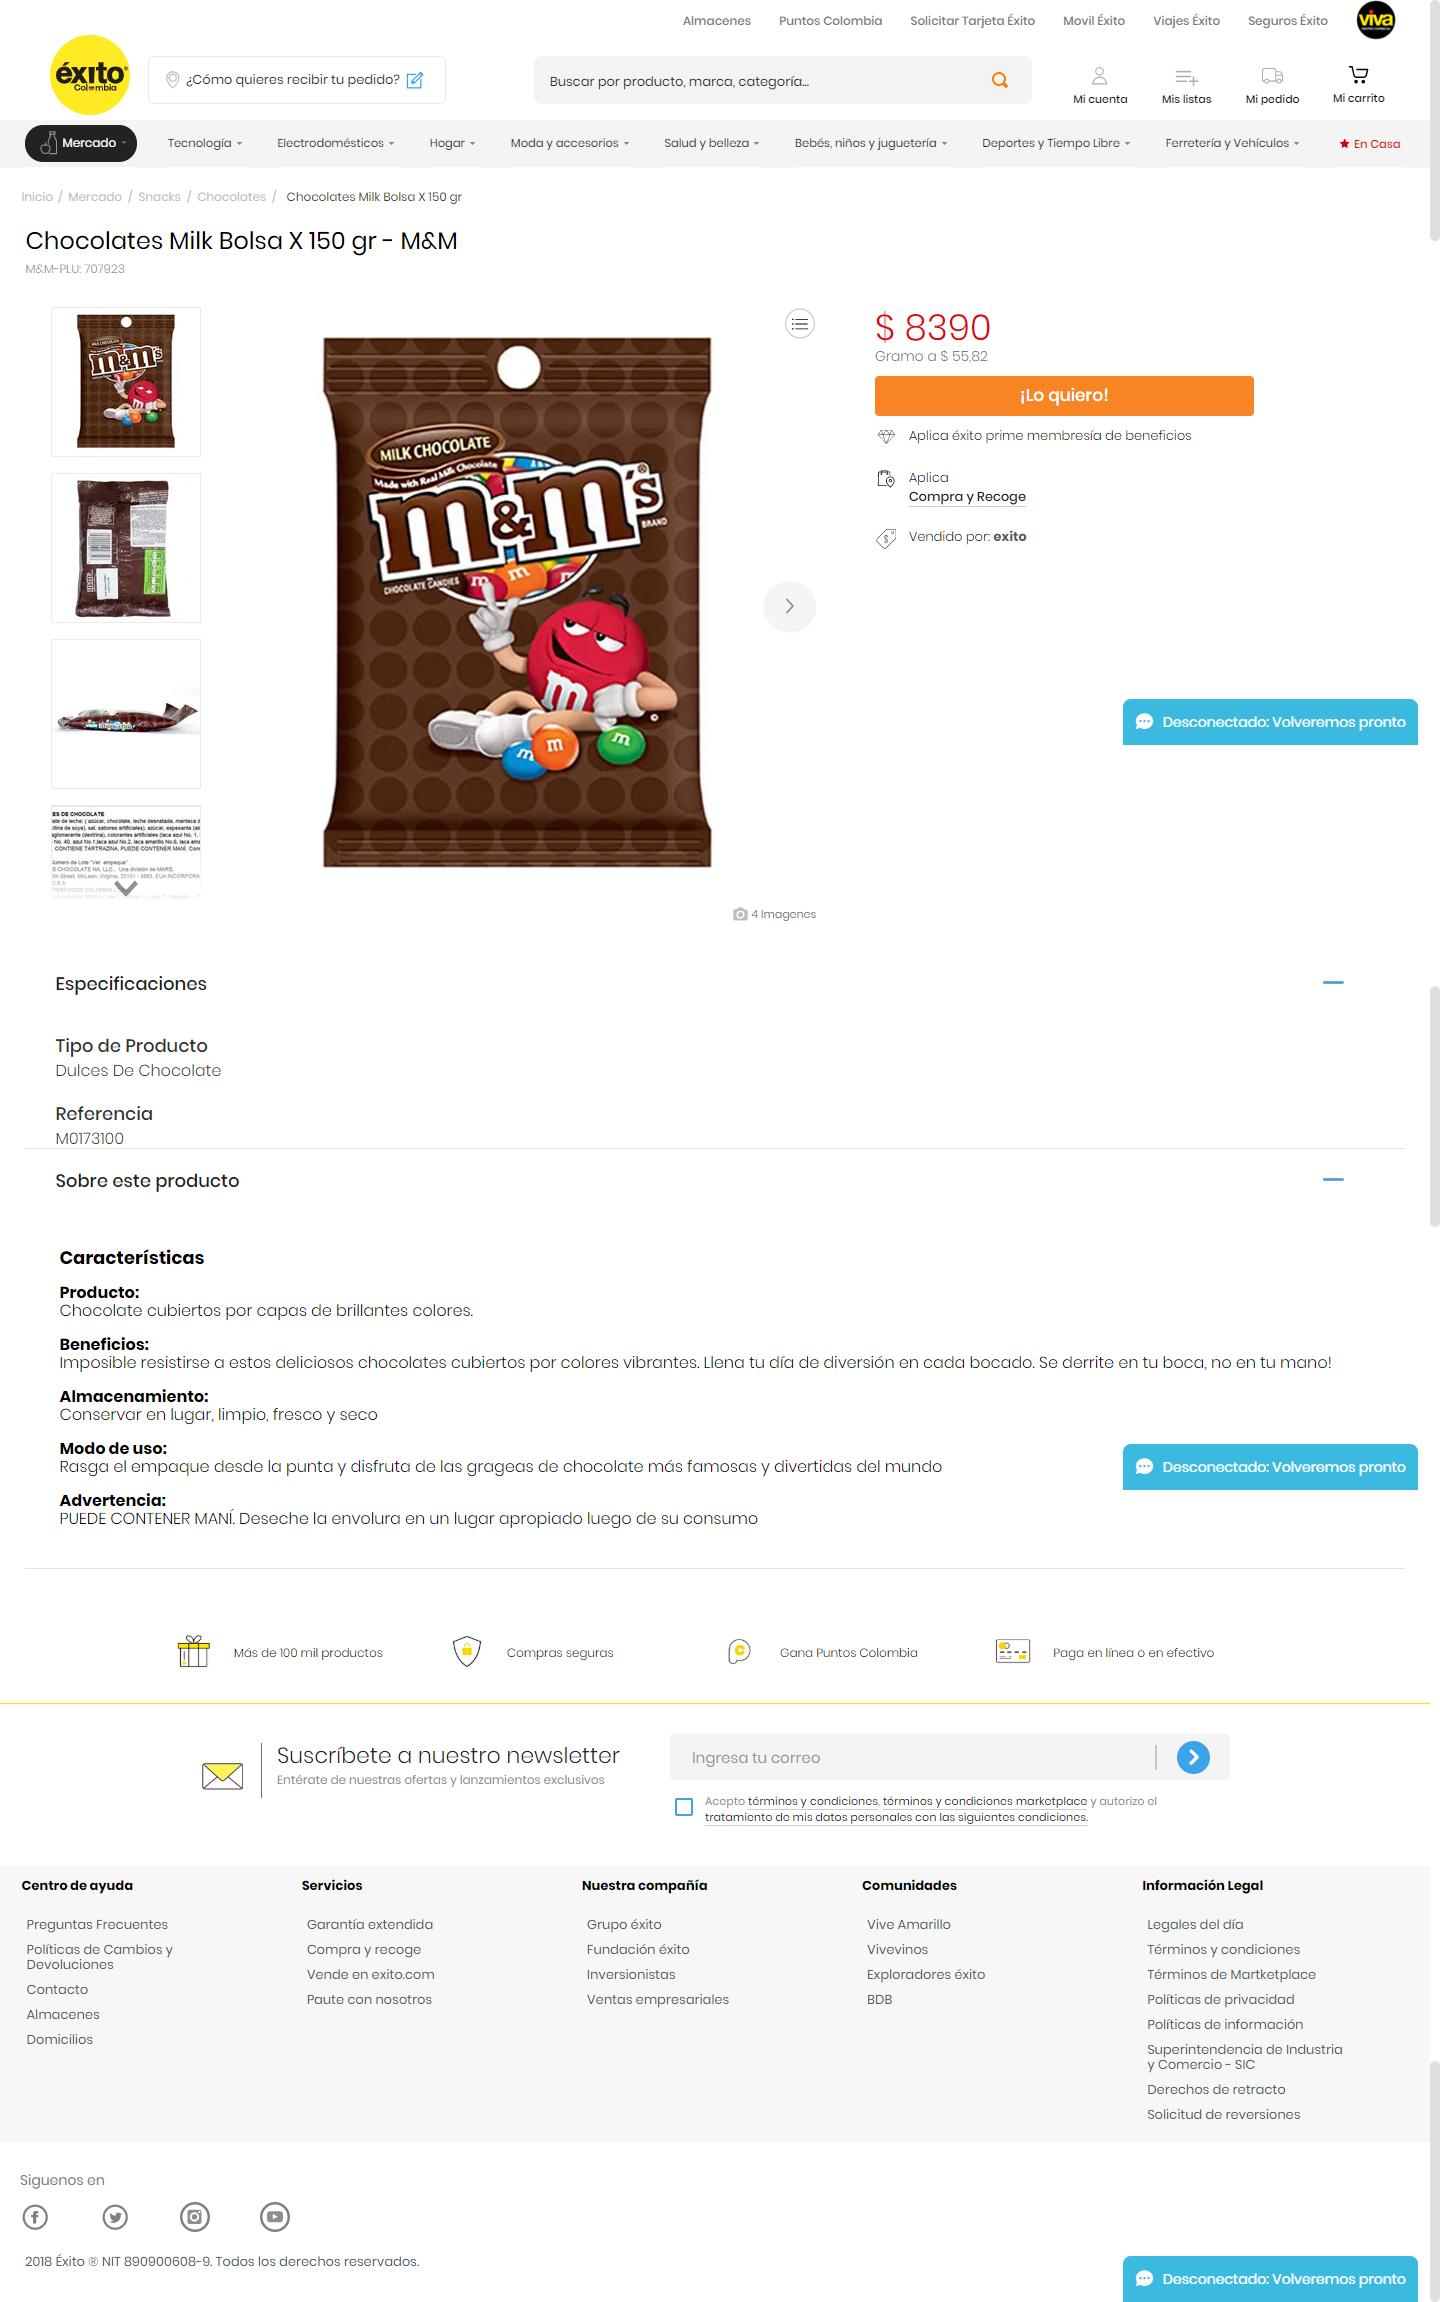 Almacenes Puntos Colombia Solicitar Tarjeta Éxito Movil Éxito Viajes Éxito Seguros Éxito viva
éxito
Colombia
¿Cómo quieres recibir tu pedido?
Buscar por producto, marca, categoría...
Mi cuenta Mis listas Mi pedido Mi carrito
Mercado Tecnología Electrodomésticos Hogar Moda y accesorios Salud y belleza Bebés, niños y juguetería Deportes y Tiempo Libre Ferretería y Vehículos En Casa
Inicio / Mercado / Snacks / Chocolates / Chocolates Milk Bolsa X 150 gr
Chocolates Milk Bolsa X 150 gr - M&M
M&M-PLU: 707923
MILK CHOCOLATE
Made with Real Milk Chocolate
m&m's
BRAND
CHOCOLATE CANDIES
$ 8390
Gramo a $ 55,82
¡Lo quiero!
Aplica éxito prime membresía de beneficios
Aplica
Compra y Recoge
Vendido por: exito
Desconectado: Volveremos pronto
ES DE CHOCOLATE
CONTIENE TARTRAZINA, PUEDE CONTENER MANÍ.
4 Imagenes
Especificaciones
Tipo de Producto
Dulces De Chocolate
Referencia
M0173100
Sobre este producto
Características
Producto:
Chocolate cubiertos por capas de brillantes colores.
Beneficios:
Imposible resistirse a estos deliciosos chocolates cubiertos por colores vibrantes. Llena tu día de diversión en cada bocado. Se derrite en tu boca, no en tu mano!
Almacenamiento:
Conservar en lugar, limpio, fresco y seco
Modo de uso:
Rasga el empaque desde la punta y disfruta de las grageas de chocolate más famosas y divertidas del mundo
Desconectado: Volveremos pronto
Advertencia:
PUEDE CONTENER MANÍ. Deseche la envolura en un lugar apropiado luego de su consumo
Más de 100 mil productos Compras seguras Gana Puntos Colombia Paga en línea o en efectivo
Suscríbete a nuestro newsletter
Entérate de nuestras ofertas y lanzamientos exclusivos
Ingresa tu correo
Acepto términos y condiciones, términos y condiciones marketplace y autorizo el
tratamiento de mis datos personales con las siguientes condiciones.
Centro de ayuda
Preguntas Frecuentes
Políticas de Cambios y
Devoluciones
Contacto
Almacenes
Domicilios
Servicios
Garantía extendida
Compra y recoge
Vende en exito.com
Paute con nosotros
Nuestra compañía
Grupo éxito
Fundación éxito
Inversionistas
Ventas empresariales
Comunidades
Vive Amarillo
Vivevinos
Exploradores éxito
BDB
Información Legal
Legales del día
Términos y condiciones
Términos de Martketplace
Políticas de privacidad
Políticas de información
Superintendencia de Industria
y Comercio - SIC
Derechos de retracto
Solicitud de reversiones
Siguenos en
2018 Éxito ® NIT 890900608-9. Todos los derechos reservados.
Desconectado: Volveremos pronto